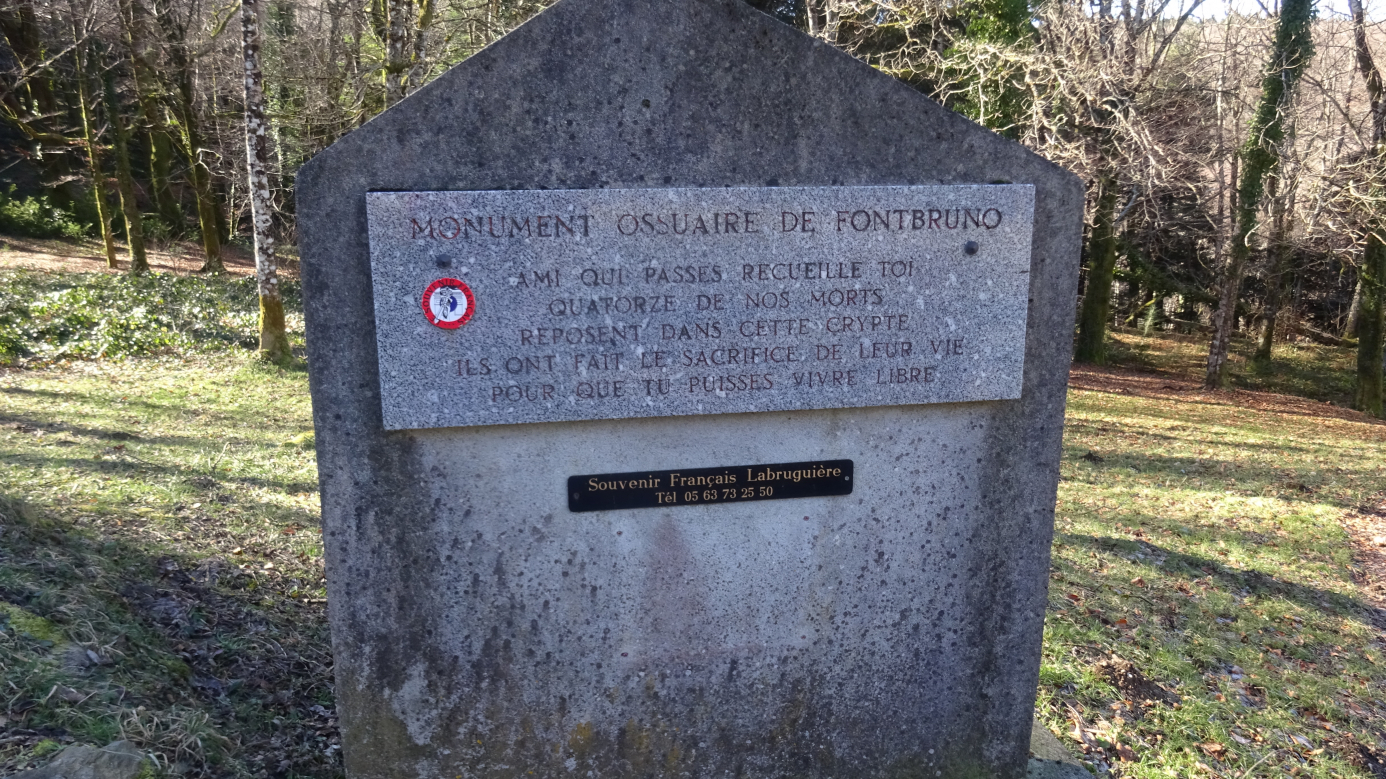 MONUMENT OSSUAIRE DE FONTBRUNO
AMI QUI PASSES RECUEILLE TOI
QUATORZE DE NOS MORTS
REPOSENT DANS CETTE CRYPTE
ILS ONT FAIT LE SACRIFICE DE LEUR VIE
POUR QUE TU PUISSES VIVRE LIBRE
Souvenir Français Labruguière
Tél 05 63 73 25 50